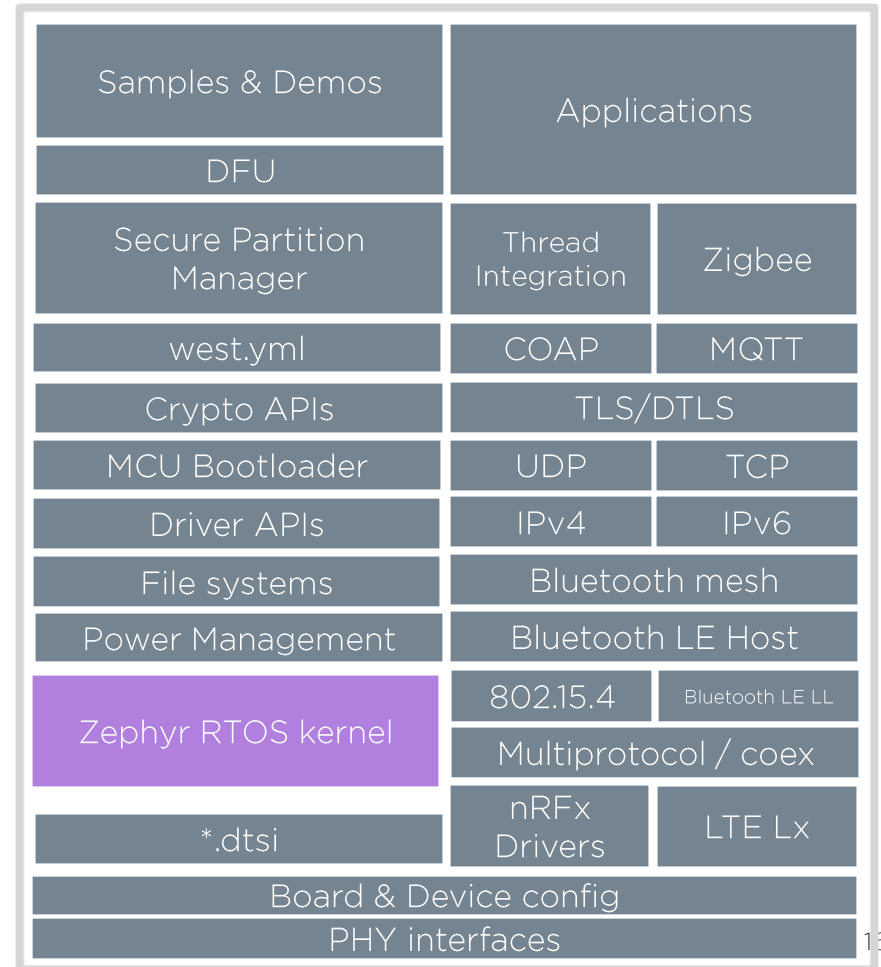 Samples & Demos
Applications
DFU
Secure Partition
Manager
Thread
Integration
Zigbee
west.yml
COAP
MQTT
Crypto APIs
TLS/DTLS
MCU Bootloader
UDP
TCP
Driver APIs
IPv4
IPv6
File systems
Bluetooth mesh
Power Management
Bluetooth LE Host
Zephyr RTOS kernel
802.15.4
Bluetooth LE LL
Multiprotocol / coex
*.dtsi
nRFx
Drivers
LTE Lx
Board & Device config
PHY interfaces